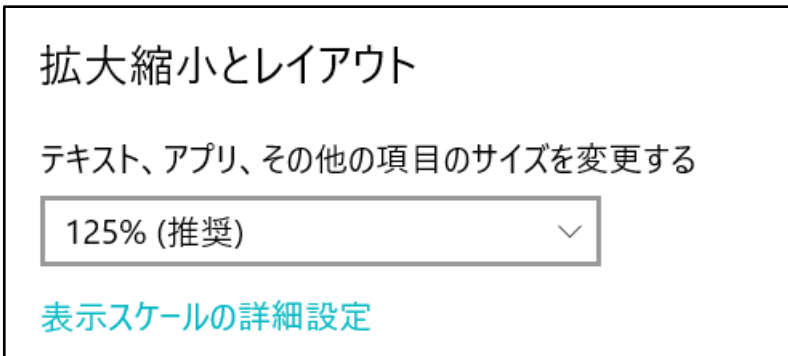 拡大縮小とレイアウト
テキスト、アプリ、その他の項目のサイズを変更する
125% (推奨)
表示スケールの詳細設定